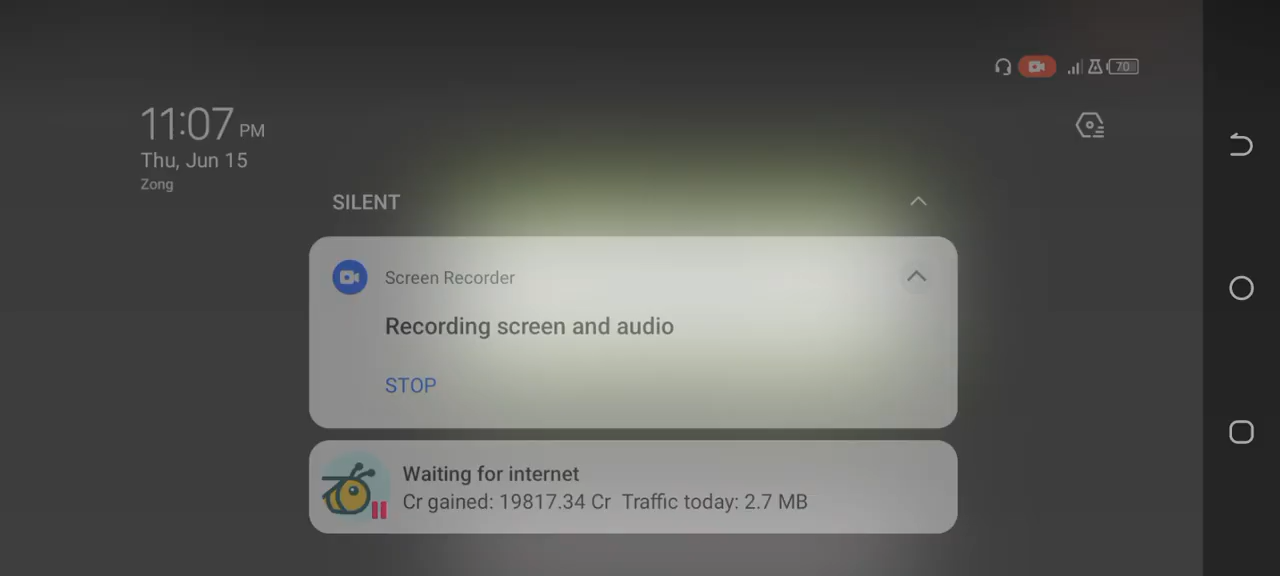 70
11:07 PM
Thu, Jun 15
Zong
SILENT
Screen Recorder
Recording screen and audio
STOP
Waiting for internet
Cr gained: 19817.34 Cr Traffic today: 2.7 MB